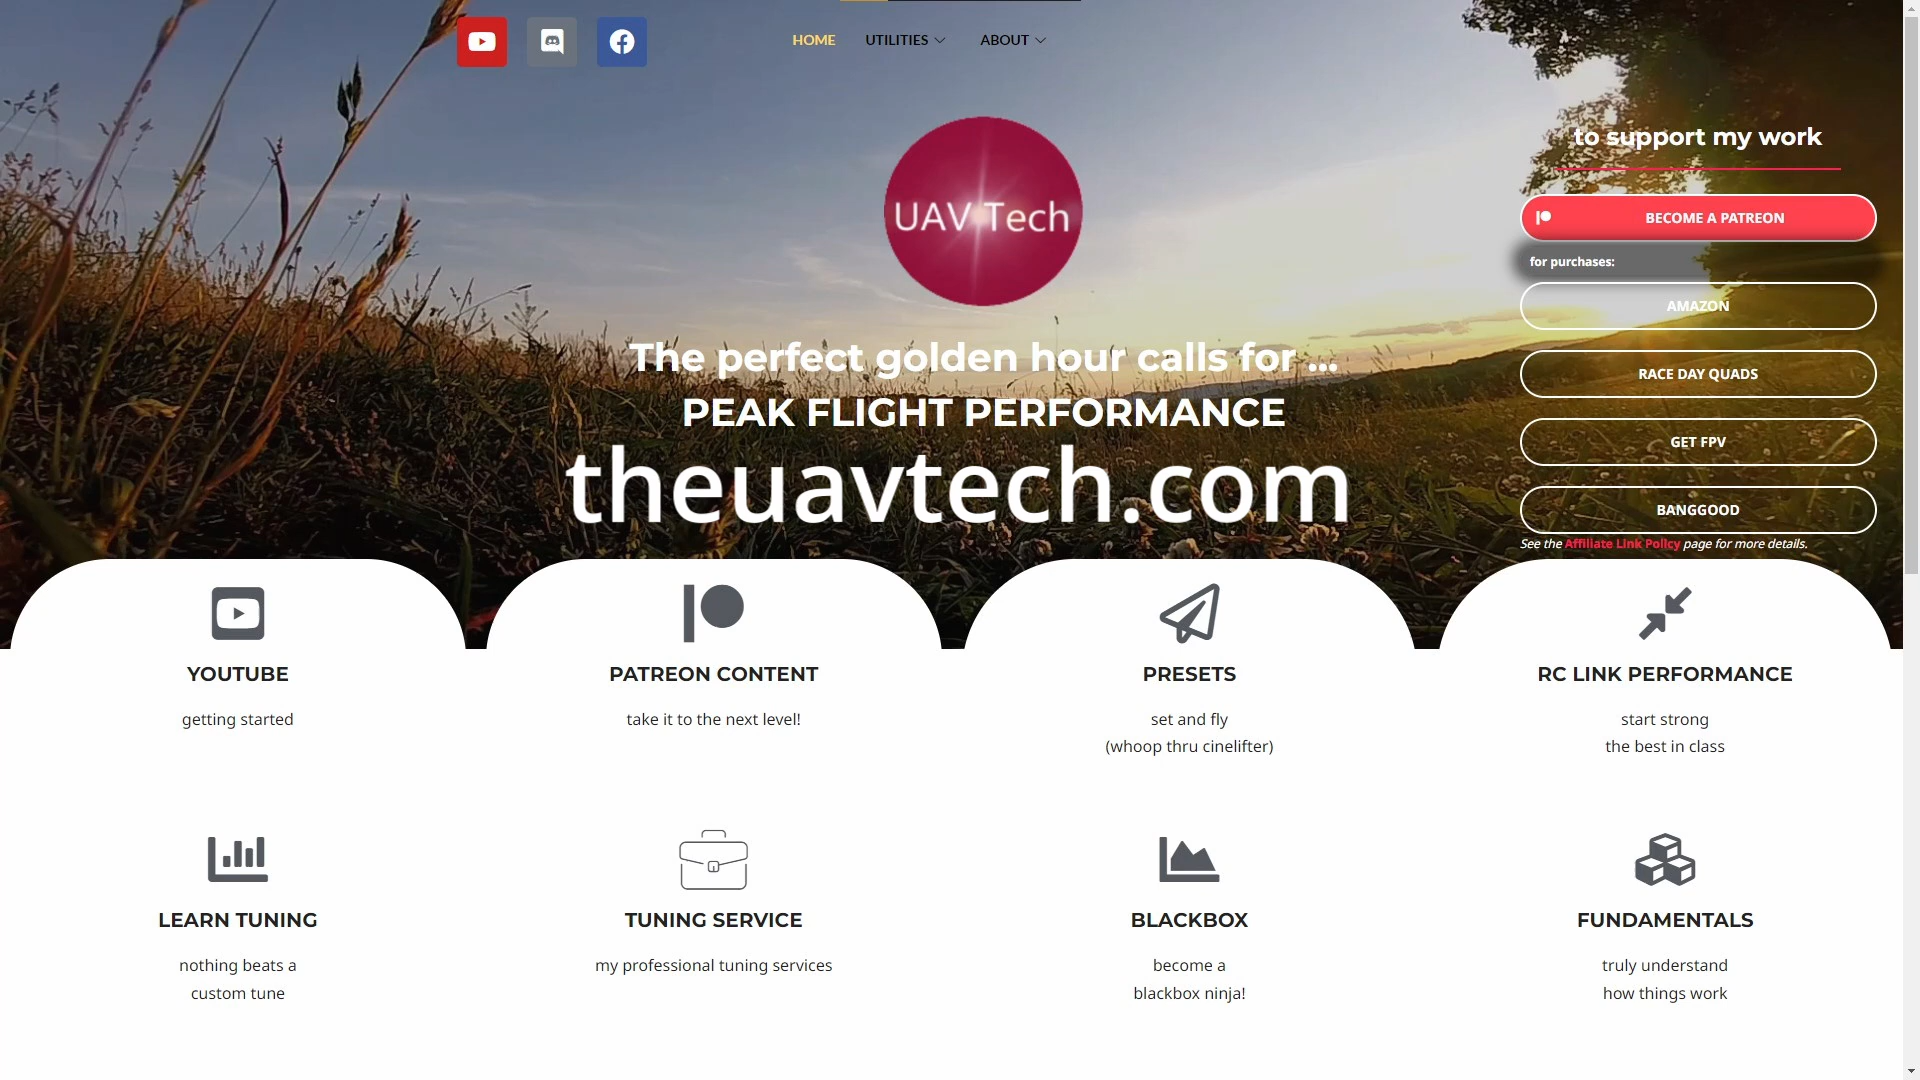 HOME
UTILITIES
ABOUT
UAV Tech
to support my work
BECOME A PATREON
for purchases:
AMAZON
RACE DAY QUADS
GET FPV
BANGGOOD
See the Affiliate Link Policy page for more details.
The perfect golden hour calls for ...
PEAK FLIGHT PERFORMANCE
theuavtech.com
YOUTUBE
getting started
PATREON CONTENT
take it to the next level!
PRESETS
set and fly
(whoop thru cinelifter)
RC LINK PERFORMANCE
start strong
the best in class
LEARN TUNING
nothing beats a
custom tune
TUNING SERVICE
my professional tuning services
BLACKBOX
become a
blackbox ninja!
FUNDAMENTALS
truly understand
how things work